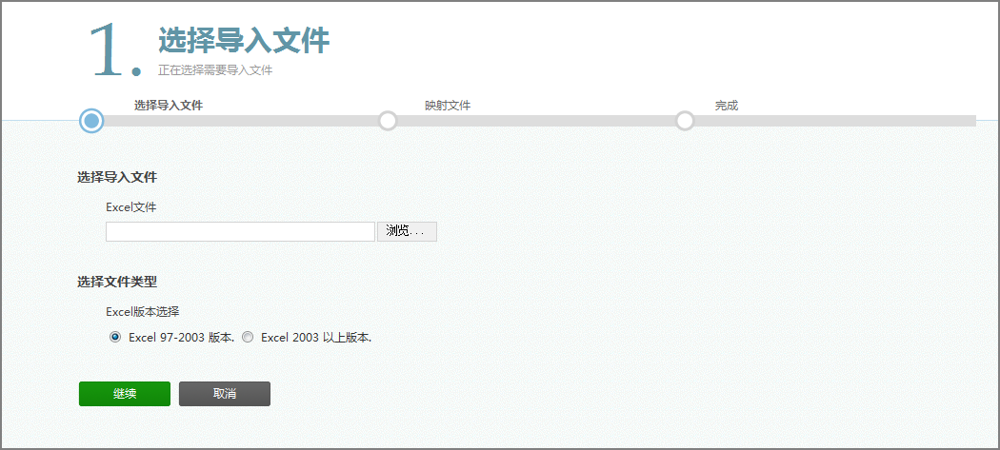 1.
选择导入文件
正在选择需要导入文件
选择导入文件 映射文件 完成
选择导入文件
Excel文件
浏览...
选择文件类型
Excel版本选择
Excel 97-2003 版本. Excel 2003 以上版本.
继续 取消